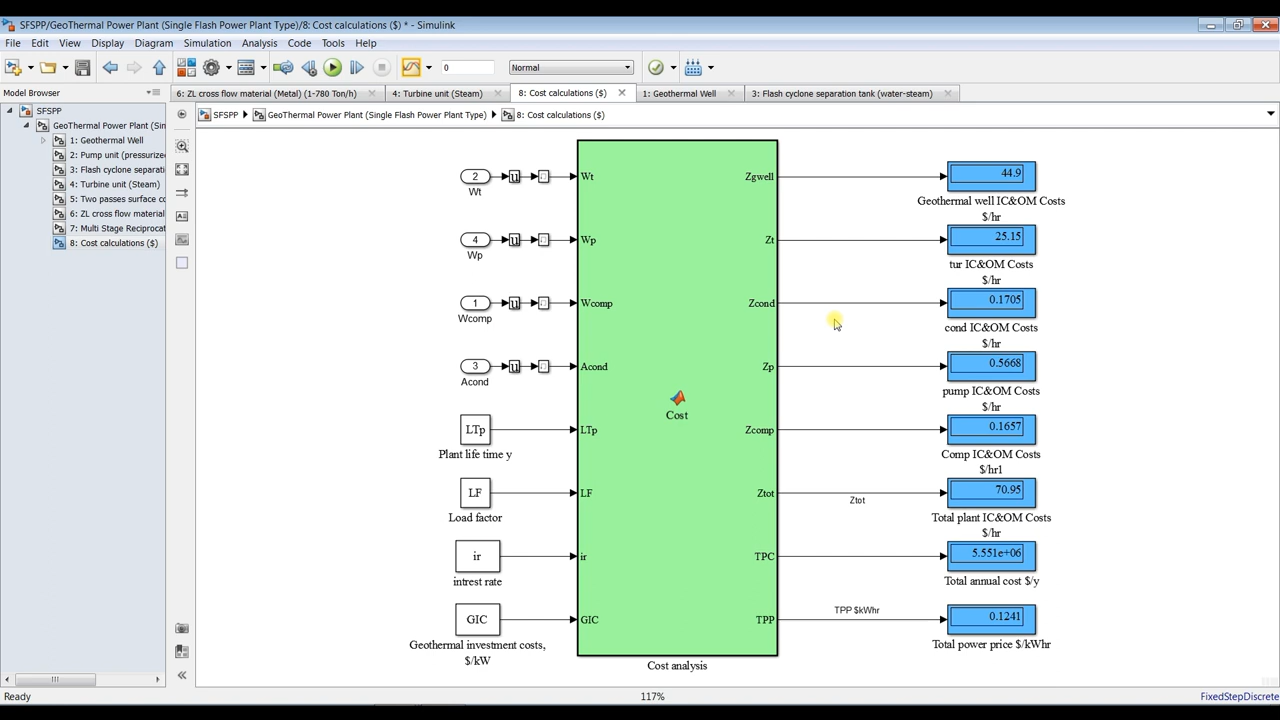 SFSPP/GeoThermal Power Plant (Single Flash Power Plant Type)/8: Cost calculations ($) * - Simulink
File Edit View Display Diagram Simulation Analysis Code Tools Help
0 Normal
Model Browser
6: ZL cross flow material (Metal) (1-780 Ton/h) 4: Turbine unit (Steam) 8: Cost calculations ($) 1: Geothermal Well 3: Flash cyclone separation tank (water-steam)
SFSPP GeoThermal Power Plant (Single Flash Power Plant Type) 8: Cost calculations ($)
SFSPP
GeoThermal Power Plant (Sin
1: Geothermal Well
2: Pump unit (pressurize
3: Flash cyclone separati
4: Turbine unit (Steam)
5: Two passes surface co
6: ZL cross flow material
7: Multi Stage Reciprocat
8: Cost calculations ($)
2 u Wt Zgwell 44.9
Wt
Geothermal well IC&OM Costs
$/hr
4 u Wp Zt 25.15
Wp
tur IC&OM Costs
$/hr
1 u Wcomp Zcond 0.1705
Wcomp
cond IC&OM Costs
$/hr
3 u Acond Zp 0.5668
Acond
pump IC&OM Costs
$/hr
Cost
LTp LTp Zcomp 0.1657
Plant life time y
Comp IC&OM Costs
$/hr1
LF LF Ztot Ztot 70.95
Load factor
Total plant IC&OM Costs
$/hr
ir ir TPC 5.551e+06
intrest rate
Total annual cost $/y
GIC GIC TPP TPP $kWhr 0.1241
Geothermal investment costs,
$/kW
Total power price $/kWhr
Cost analysis
Ready 117% FixedStepDiscrete